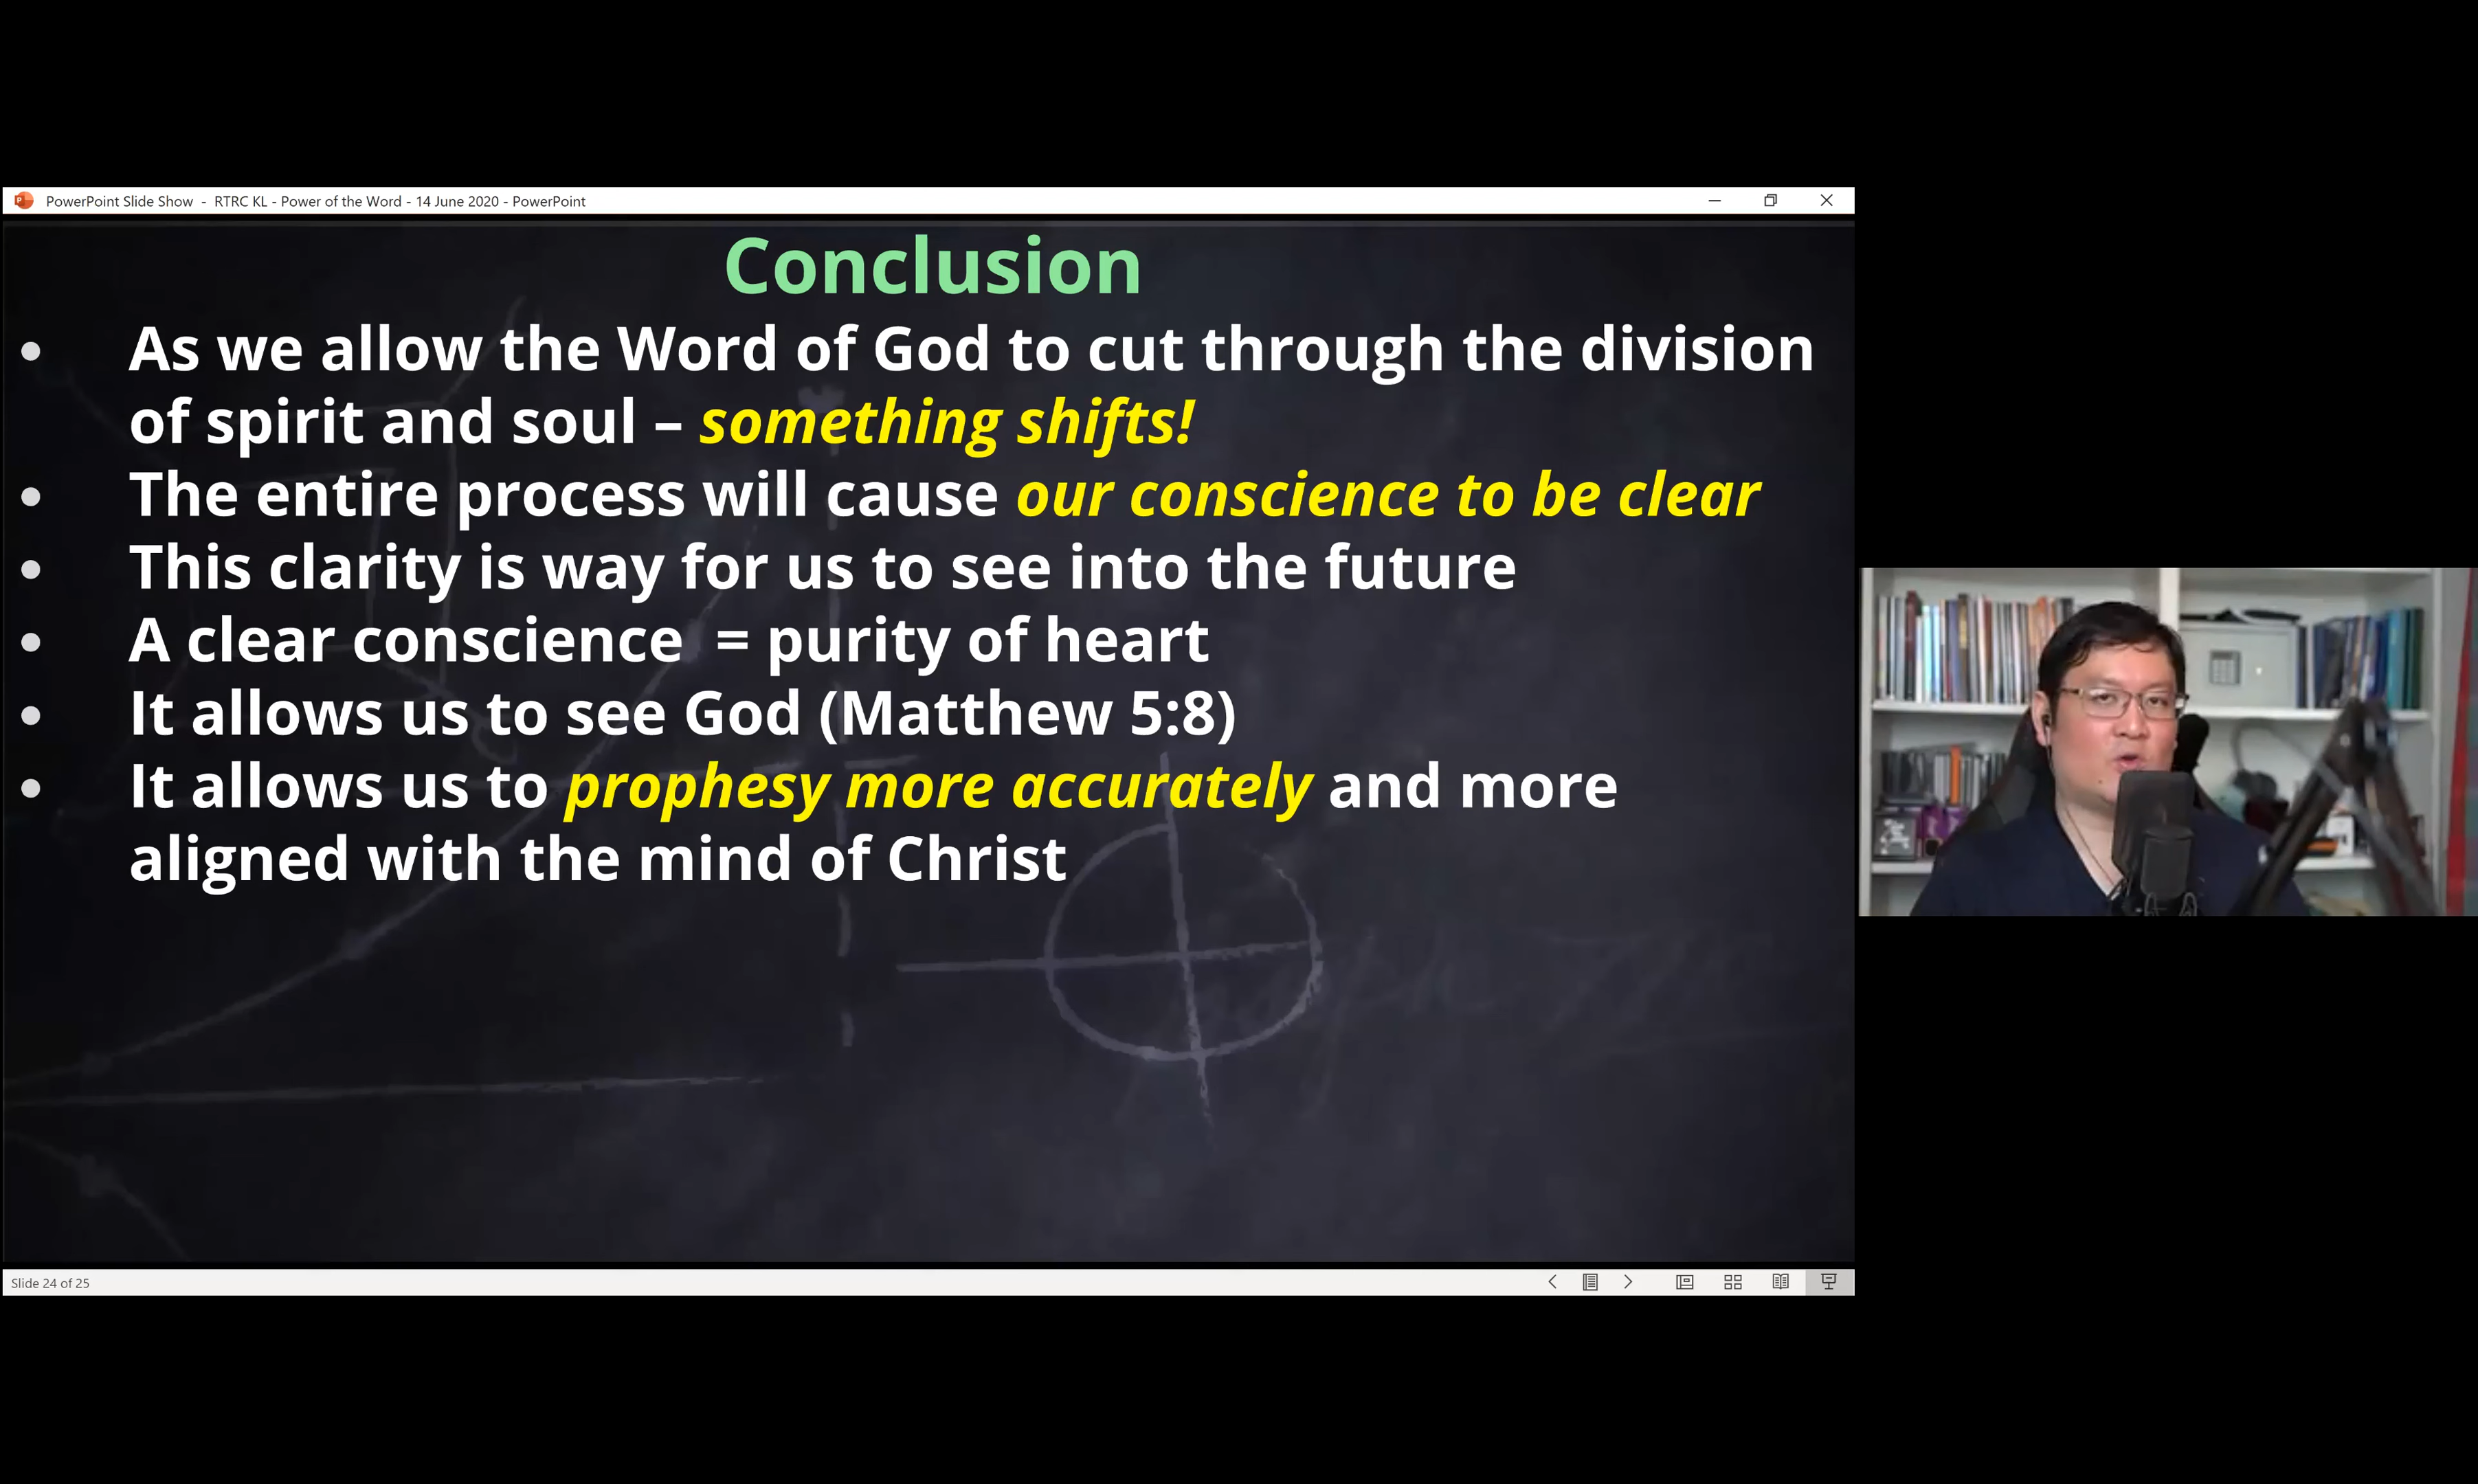 PowerPoint Slide Show - RTRC KL - Power of the Word - 14 June 2020 - PowerPoint
Conclusion
• As we allow the Word of God to cut through the division
of spirit and soul – something shifts!
• The entire process will cause our conscience to be clear
• This clarity is way for us to see into the future
• A clear conscience  = purity of heart
• It allows us to see God (Matthew 5:8)
• It allows us to prophesy more accurately and more
aligned with the mind of Christ
Slide 24 of 25